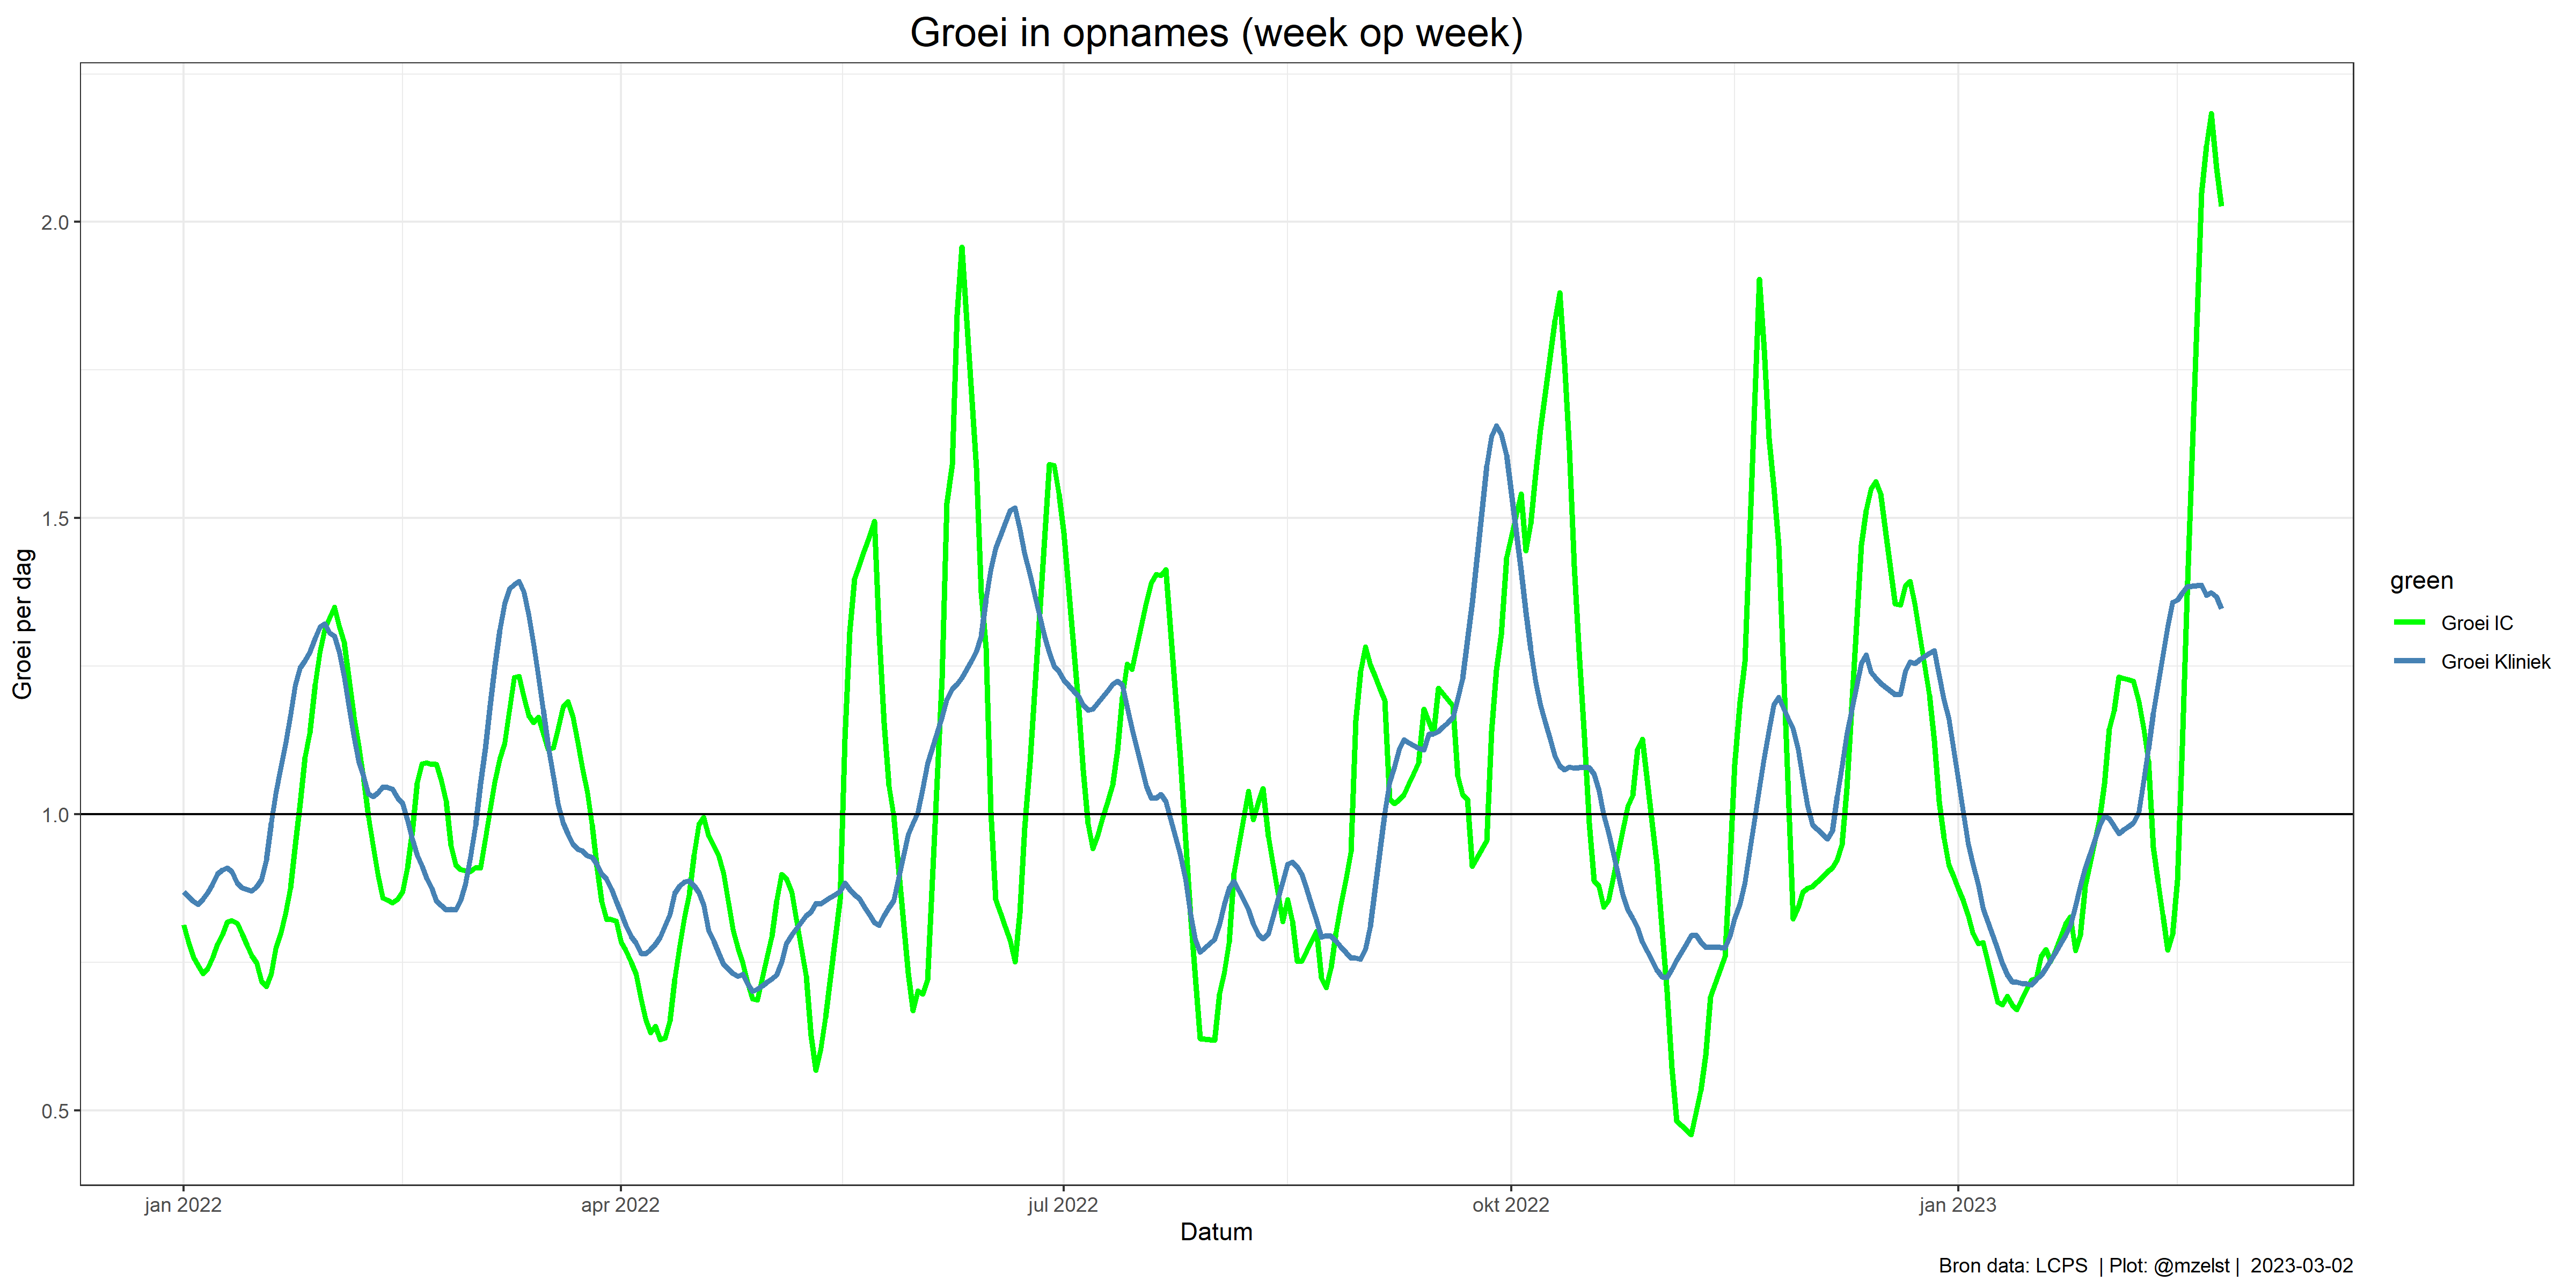 Groei in opnames (week op week)
Groei per dag
2.0
1.5
1.0
0.5
jan 2022
apr 2022
jul 2022
okt 2022
jan 2023
Datum
green
Groei IC
Groei Kliniek
Bron data: LCPS | Plot: @mzelst | 2023-03-02